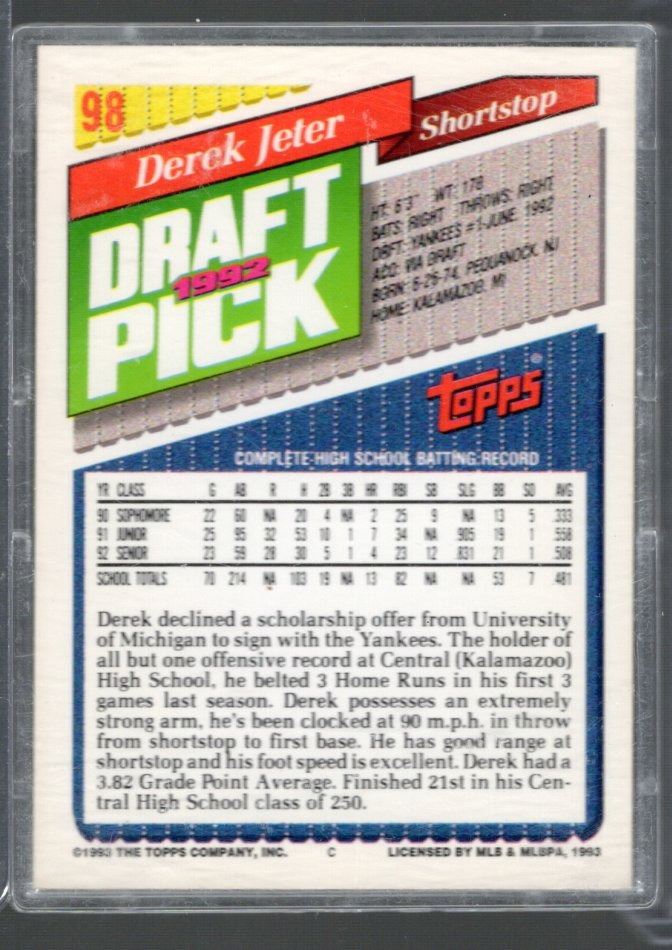 98
Derek Jeter
Shortstop
DRAFT
1992
PICK
HT: 6'3" WT: 178
BATS: RIGHT THROWS: RIGHT
DRFT: YANKEES #1-JUNE, 1992
ACQ: VIA DRAFT
BORN: 6-26-74, PEQUANOCK, NJ
HOME: KALAMAZOO, MI
TOPPS®
COMPLETE HIGH SCHOOL BATTING RECORD
YR CLASS G AB R H 2B 3B HR RBI SB SLG BB SO AVG
90 SOPHOMORE 22 60 NA 20 4 NA 2 25 9 NA 13 5 .333
91 JUNIOR 25 95 32 53 10 1 7 34 NA .905 19 1 .558
92 SENIOR 23 59 28 30 5 1 4 23 12 .831 21 1 .508
SCHOOL TOTALS 70 214 NA 103 19 NA 13 82 NA NA 53 7 .481
Derek declined a scholarship offer from University
of Michigan to sign with the Yankees. The holder of
all but one offensive record at Central (Kalamazoo)
High School, he belted 3 Home Runs in his first 3
games last season. Derek possesses an extremely
strong arm, he's been clocked at 90 m.p.h. in throw
from shortstop to first base. He has good range at
shortstop and his foot speed is excellent. Derek had a
3.82 Grade Point Average. Finished 21st in his Cen-
tral High School class of 250.
©1993 THE TOPPS COMPANY, INC. C LICENSED BY MLB & MLBPA, 1993